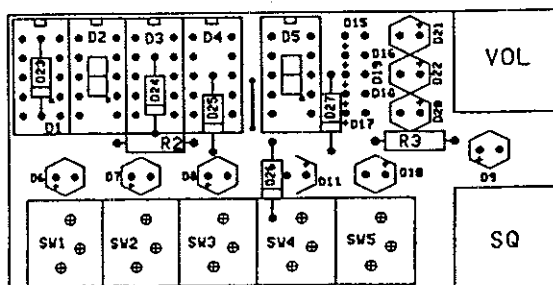 D2 D3 D4 D5 D15 D21
D16
D23 D24 D19 D22 VOL
D14
D25 D27 D20
D1 D17
R2 R3
D6 D7 D8 D26 D11 D18 D9
SW1 SW2 SW3 SW4 SW5 SQ